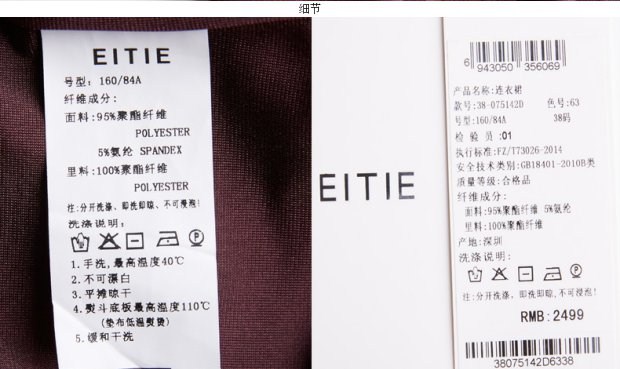 细节
EITIE
号型: 160/84A
纤维成分:
面料:95%聚酯纤维
POLYESTER
5%氨纶 SPANDEX
里料:100%聚酯纤维
POLYESTER
注:分开洗涤、即洗即晾、不可浸泡!
洗涤说明:
1.手洗,最高温度40℃
2.不可漂白
3.平摊晾干
4.熨斗底板最高温度110℃
(垫布低温熨烫)
5.缓和干洗
EITIE
6 943050 356069
产品名称:连衣裙
款号:38-075142D 色号:63
号型:160/84A 38码
检 验 员 :01
执行标准:FZ/T73026-2014
安全技术类别:GB18401-2010B类
质量等级:合格品
纤维成分:
面料:95%聚酯纤维 5%氨纶
里料:100%聚酯纤维
产地:深圳
洗涤说明:
注:分开洗涤、即洗即晾,不可浸泡!
RMB:2499
38075142D6338